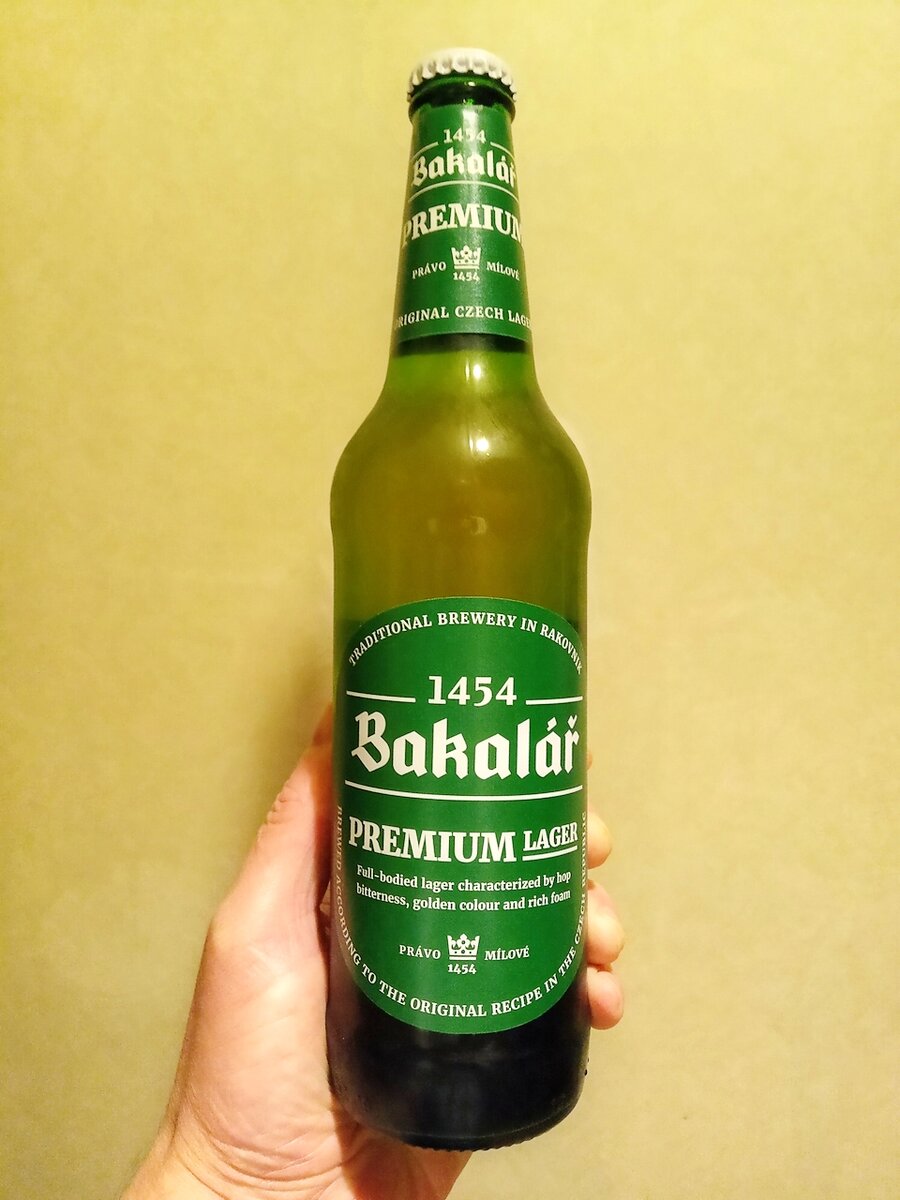 1454
Bakalář
PREMIUM
PRÁVO MÍLOVÉ
1454
ORIGINAL CZECH LAGER
TRADITIONAL BREWERY IN RAKOVNÍK
1454
Bakalář
PREMIUM LAGER
Full-bodied lager characterized by hop
bitterness, golden colour and rich foam
PRÁVO MÍLOVÉ
1454
BREWED ACCORDING TO THE ORIGINAL RECIPE IN THE CZECH REPUBLIC